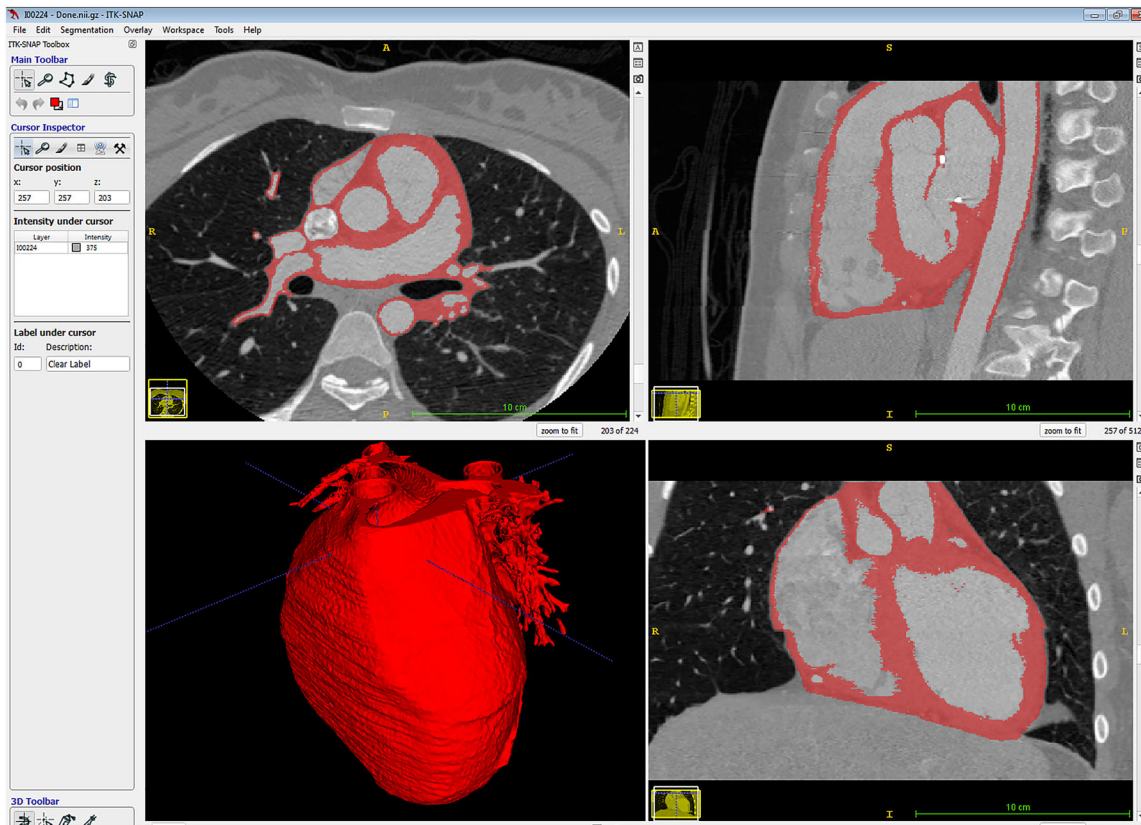 I00224 - Done.nii.gz - ITK-SNAP
File Edit Segmentation Overlay Workspace Tools Help
ITK-SNAP Toolbox
Main Toolbar
Cursor Inspector
Cursor position
x: y: z:
257 257 203
Intensity under cursor
Layer Intensity
I00224 375
Label under cursor
Id: Description:
0 Clear Label
3D Toolbar
A
R
L
P
10 cm
zoom to fit 203 of 224
S
A
P
I
10 cm
zoom to fit 257 of 512
S
R
L
I
10 cm